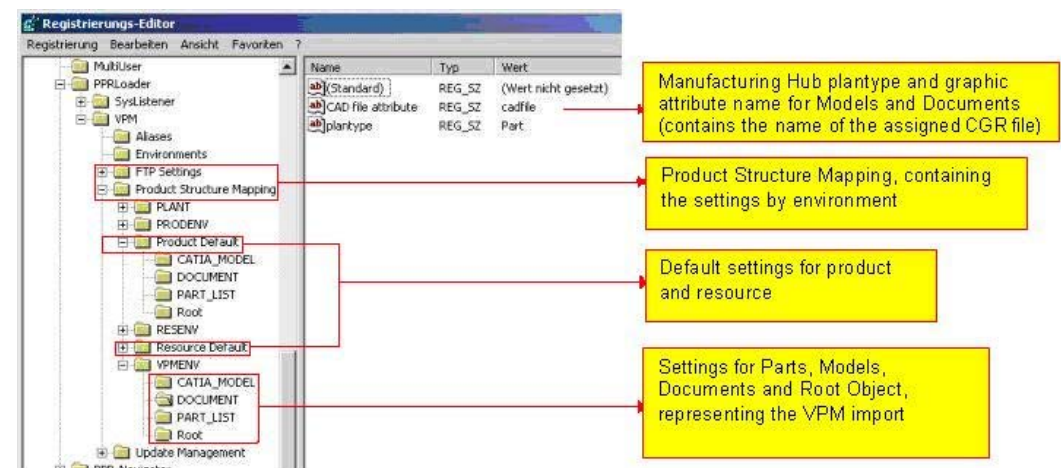 Registrierungs-Editor
Registrierung Bearbeiten Ansicht Favoriten ?
MultiUser
PPRLoader
SysListener
VPM
Aliases
Environments
FTP Settings
Product Structure Mapping
PLANT
PRODENV
Product Default
CATIA_MODEL
DOCUMENT
PART_LIST
Root
RESENV
Resource Default
VPMENV
CATIA_MODEL
DOCUMENT
PART_LIST
Root
Update Management
PPR Navigator
Name Typ Wert
(Standard) REG_SZ (Wert nicht gesetzt)
CAD file attribute REG_SZ cadfile
plantype REG_SZ Part
Manufacturing Hub plantype and graphic
attribute name for Models and Documents
(contains the name of the assigned CGR file)
Product Structure Mapping, containing
the settings by environment
Default settings for product
and resource
Settings for Parts, Models,
Documents and Root Object,
representing the VPM import